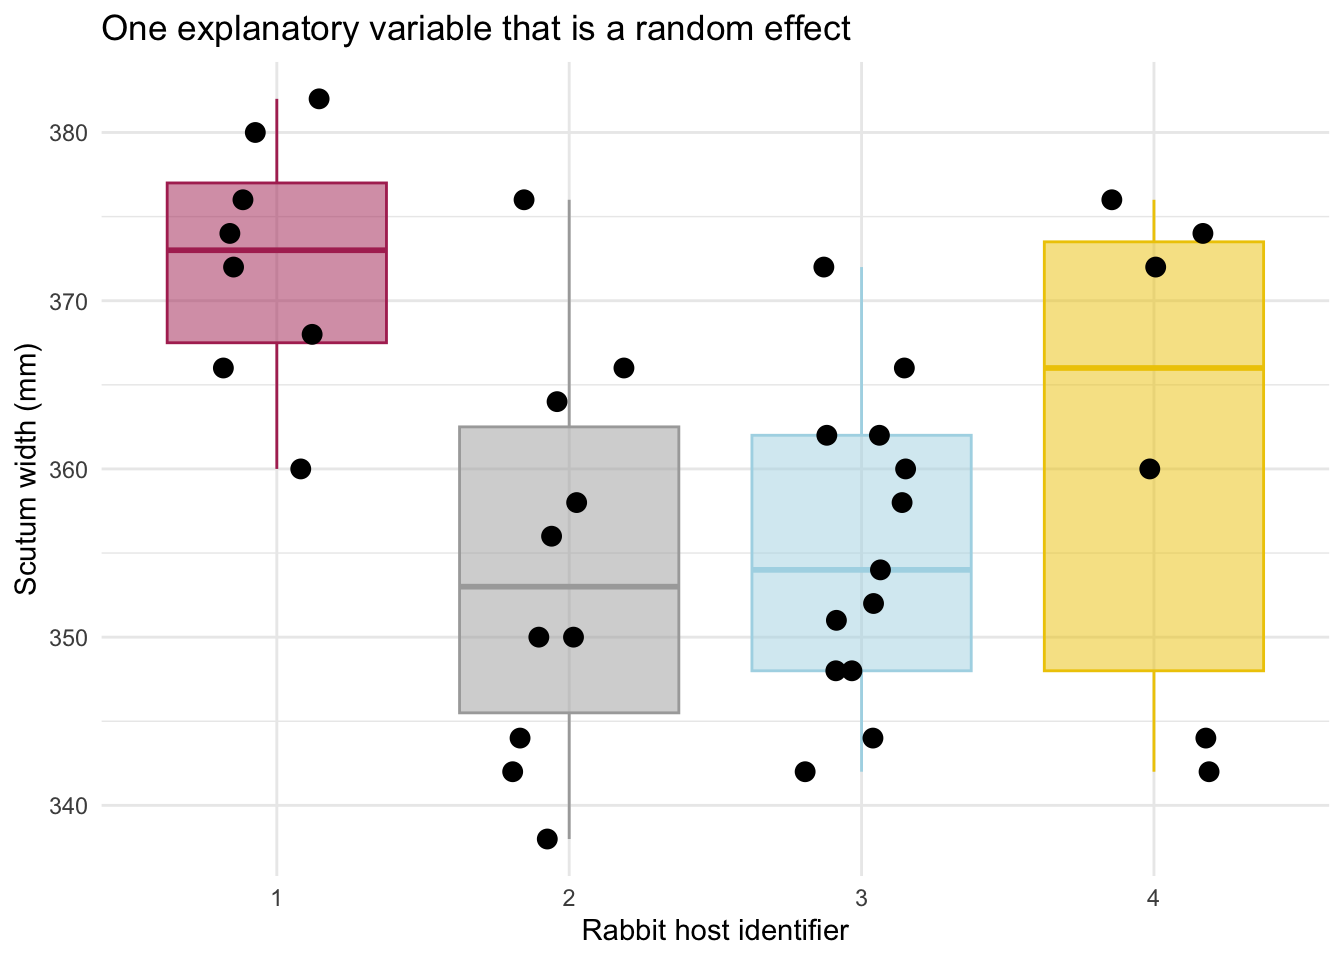 One explanatory variable that is a random effect
Scutum width (mm)
380
370
360
350
340
1 2 3 4
Rabbit host identifier